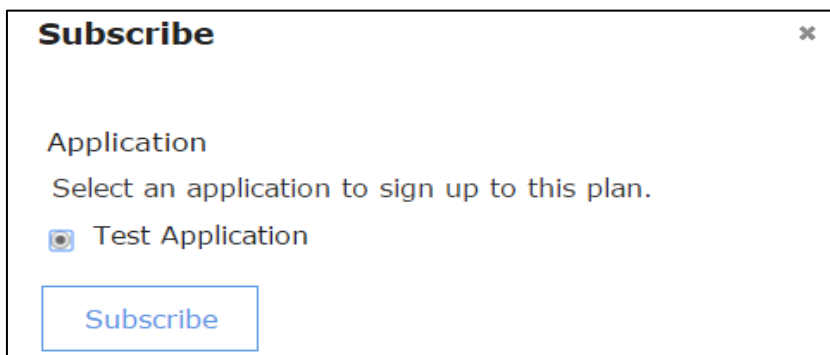 Subscribe
Application
Select an application to sign up to this plan.
Test Application
Subscribe